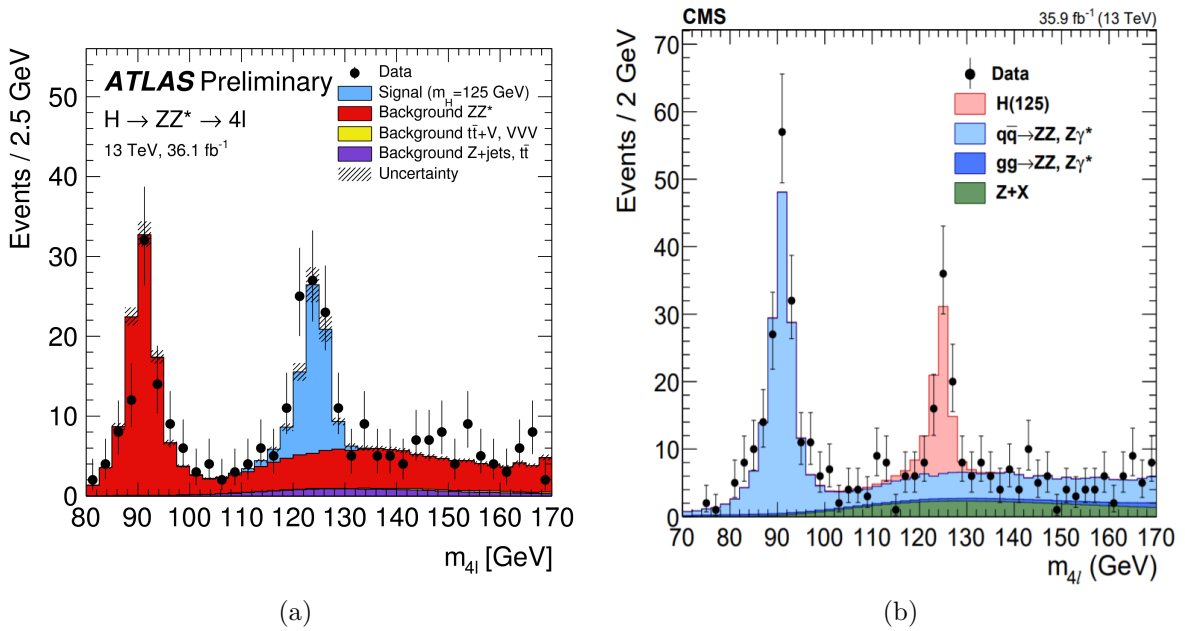 ATLAS Preliminary
H → ZZ* → 4l
13 TeV, 36.1 fb⁻¹
Data
Signal (m_H=125 GeV)
Background ZZ*
Background tt̄+V, VVV
Background Z+jets, tt̄
Uncertainty
Events / 2.5 GeV
50
40
30
20
10
0
80 90 100 110 120 130 140 150 160 170
m_4l [GeV]
(a)
CMS 35.9 fb⁻¹ (13 TeV)
Data
H(125)
qq̄→ZZ, Zγ*
gg→ZZ, Zγ*
Z+X
Events / 2 GeV
70
60
50
40
30
20
10
0
70 80 90 100 110 120 130 140 150 160 170
m_4l (GeV)
(b)